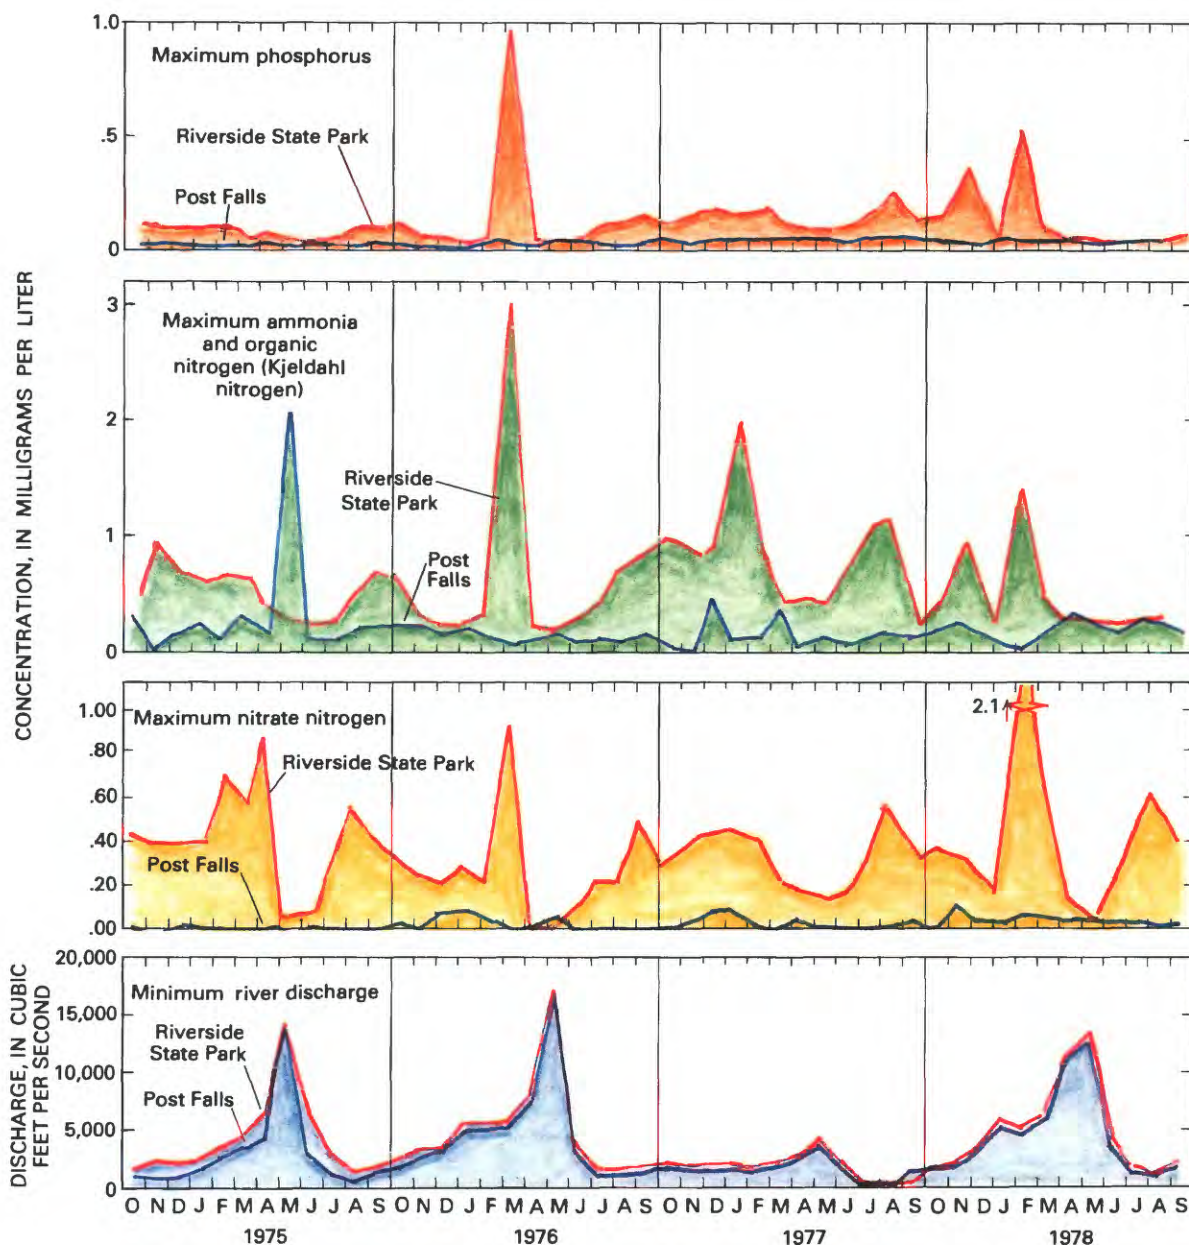 CONCENTRATION, IN MILLIGRAMS PER LITER
1.0
.5
0
Maximum phosphorus
Riverside State Park
Post Falls
3
2
1
0
Maximum ammonia
and organic
nitrogen (Kjeldahl
nitrogen)
Riverside
State Park
Post
Falls
1.00
.80
.60
.40
.20
.00
Maximum nitrate nitrogen
Riverside State Park
Post Falls
2.1
DISCHARGE, IN CUBIC
FEET PER SECOND
20,000
15,000
10,000
5,000
0
Minimum river discharge
Riverside
State Park
Post Falls
O N D J F M A M J J A S O N D J F M A M J J A S O N D J F M A M J J A S O N D J F M A M J J A S
1975 1976 1977 1978